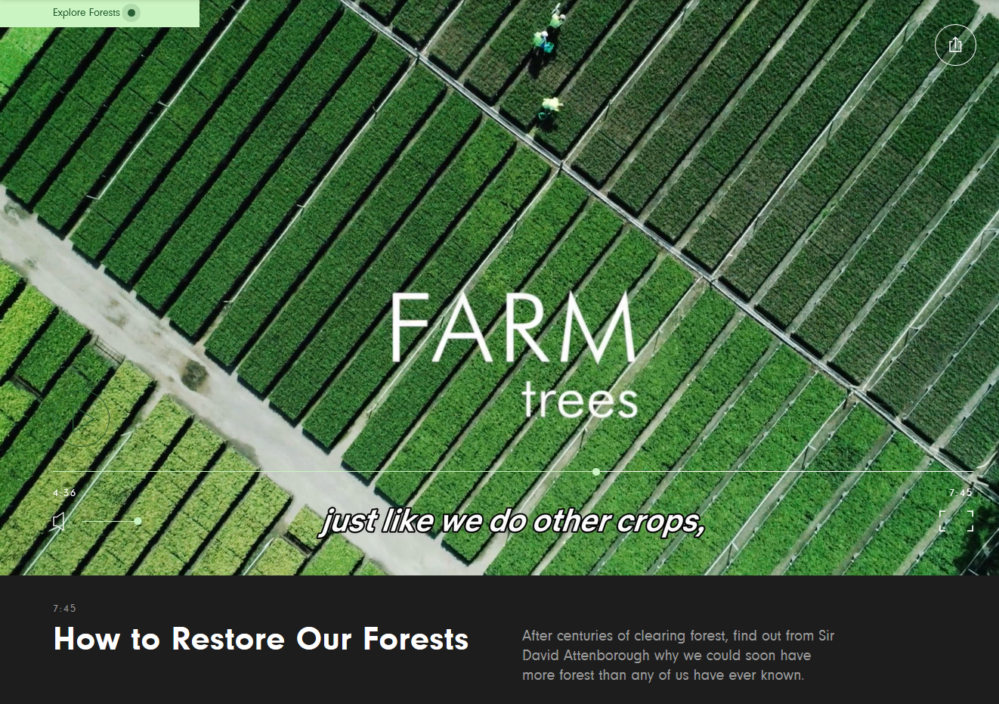 Explore Forests
FARM
trees
4:36
7:45
just like we do other crops,
7:45
How to Restore Our Forests
After centuries of clearing forest, find out from Sir
David Attenborough why we could soon have
more forest than any of us have ever known.